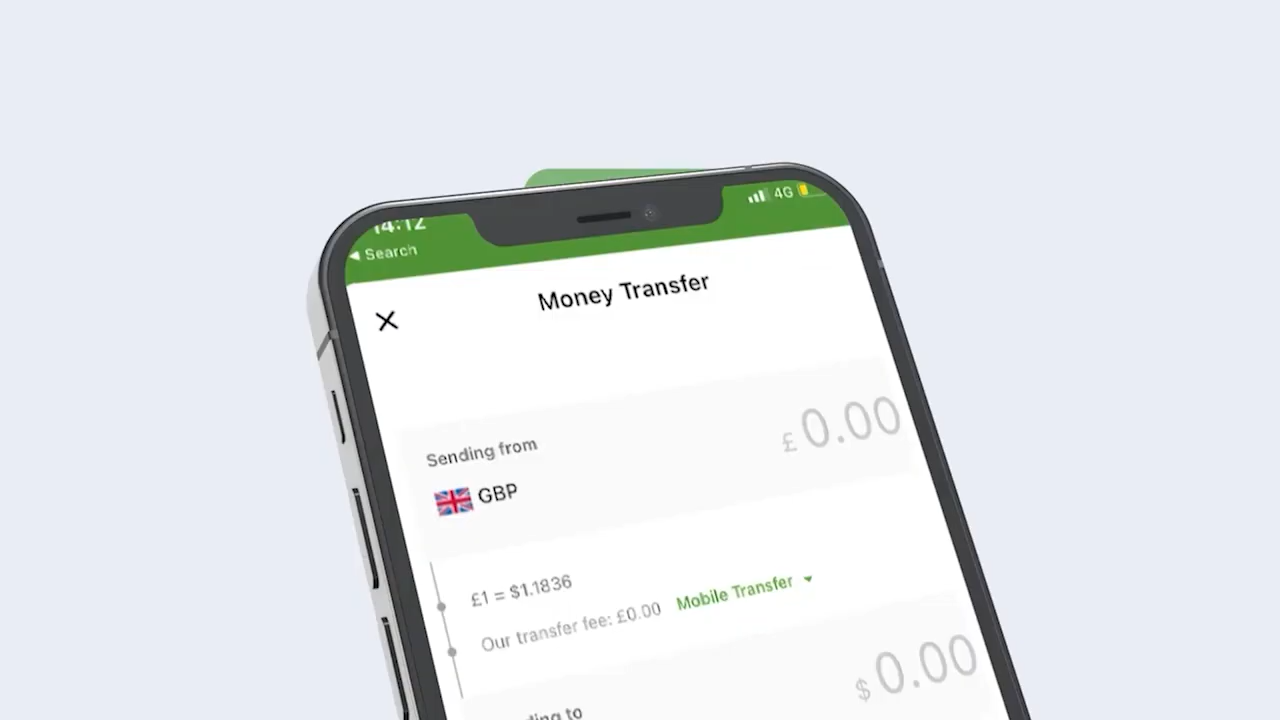 14:12
4G
◀ Search
Money Transfer
Sending from
£ 0.00
GBP
£1 = $1.1836
Our transfer fee: £0.00 Mobile Transfer
$ 0.00
to